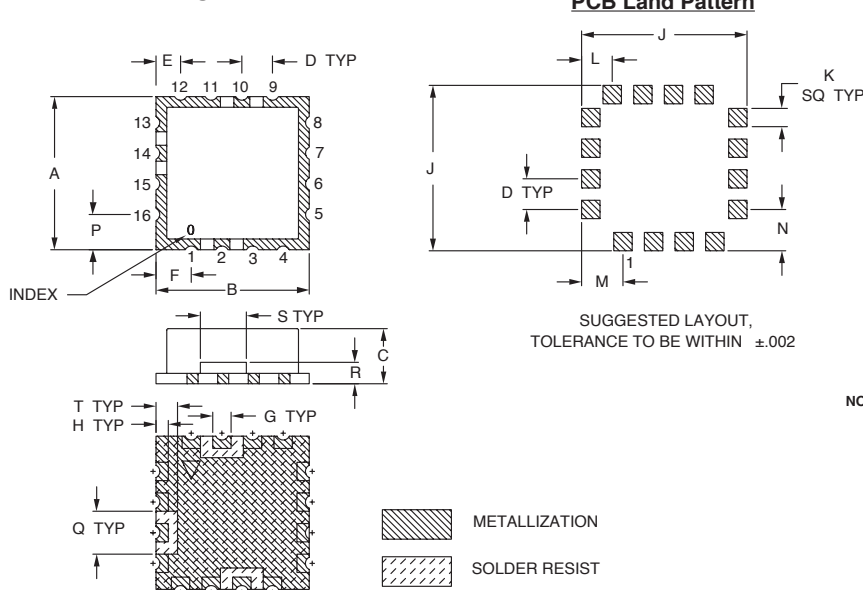 PCB Land Pattern
E
D TYP
12 11 10 9
13
14
15
16
8
7
6
5
A
P
0
1 2 3 4
F
B
INDEX
J
L
K
SQ TYP
J
D TYP
N
1
M
SUGGESTED LAYOUT,
TOLERANCE TO BE WITHIN ±.002
S TYP
C
R
T TYP
H TYP
G TYP
Q TYP
METALLIZATION
SOLDER RESIST